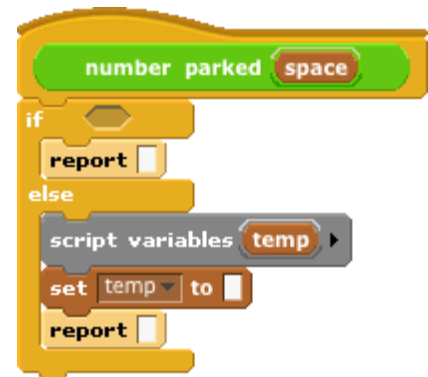 number parked space
if
report
else
script variables temp
set temp to
report